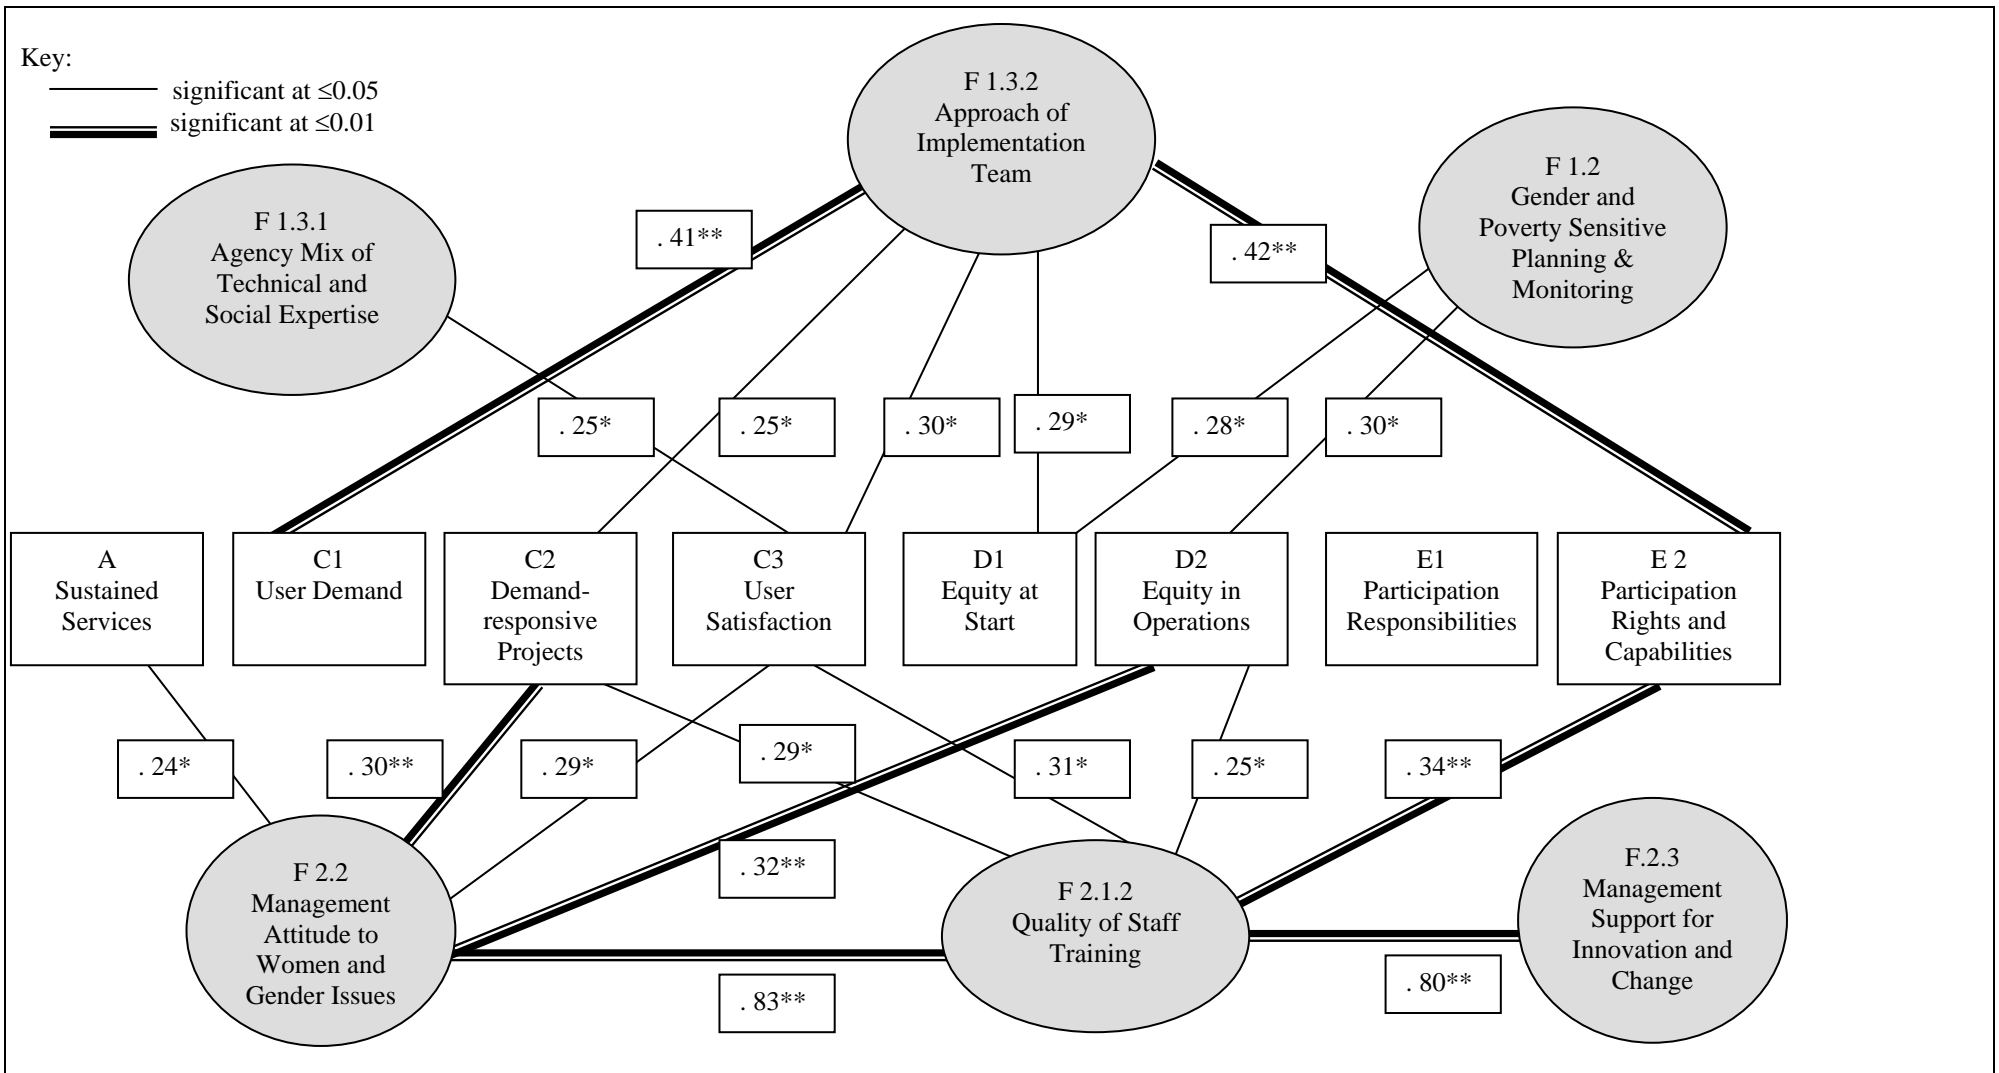 Key:
significant at ≤0.05
significant at ≤0.01
F 1.3.2
Approach of
Implementation
Team
F 1.2
Gender and
Poverty Sensitive
Planning &
Monitoring
F 1.3.1
Agency Mix of
Technical and
Social Expertise
. 41**
. 42**
. 25*
. 25*
. 30*
. 29*
. 28*
. 30*
A
Sustained
Services
C1
User Demand
C2
Demand-
responsive
Projects
C3
User
Satisfaction
D1
Equity at
Start
D2
Equity in
Operations
E1
Participation
Responsibilities
E 2
Participation
Rights and
Capabilities
. 24*
. 30**
. 29*
. 29*
. 31*
. 25*
. 34**
. 32**
F 2.2
Management
Attitude to
Women and
Gender Issues
F 2.1.2
Quality of Staff
Training
F.2.3
Management
Support for
Innovation and
Change
. 83**
. 80**